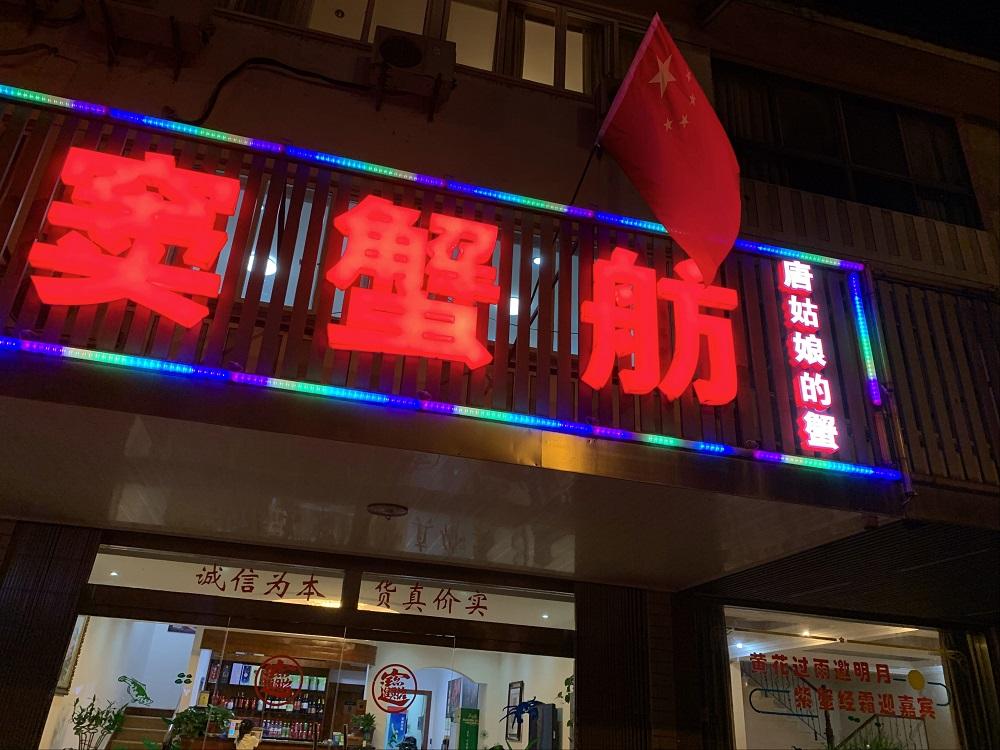 窦蟹舫
唐姑娘的蟹
诚信为本 货真价实
黄花过雨邀明月
紫蟹经霜迎嘉宾